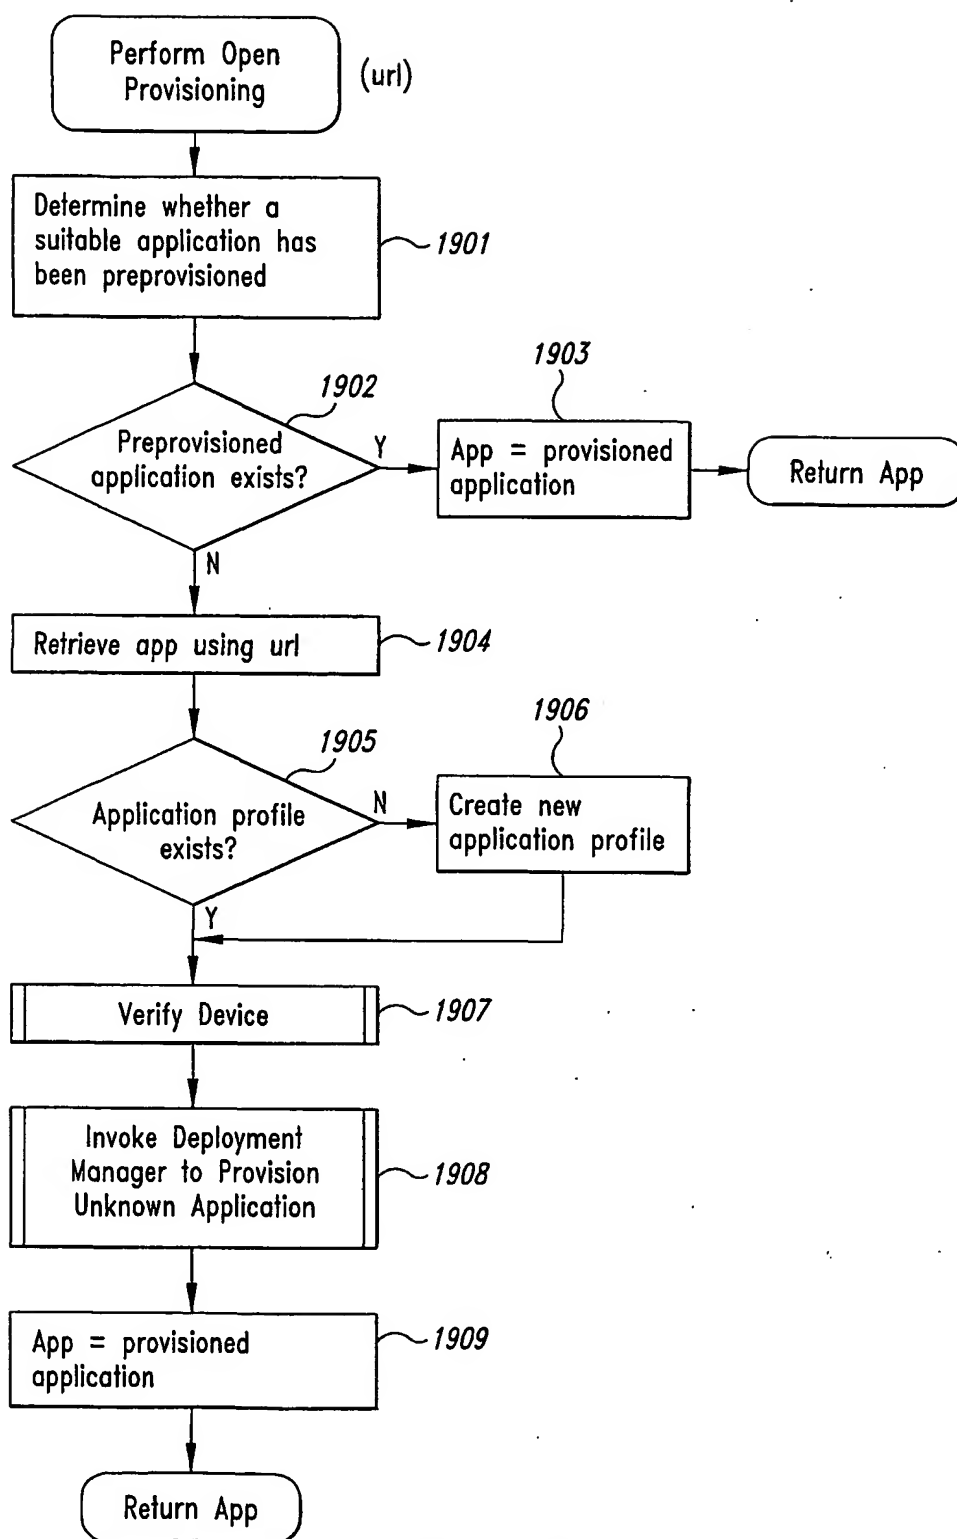 Perform Open
Provisioning
(url)
Determine whether a
suitable application has
been preprovisioned
1901
1902
Preprovisioned
application exists?
Y
N
1903
App = provisioned
application
Return App
Retrieve app using url
1904
1905
Application profile
exists?
N
Y
1906
Create new
application profile
Verify Device
1907
Invoke Deployment
Manager to Provision
Unknown Application
1908
App = provisioned
application
1909
Return App